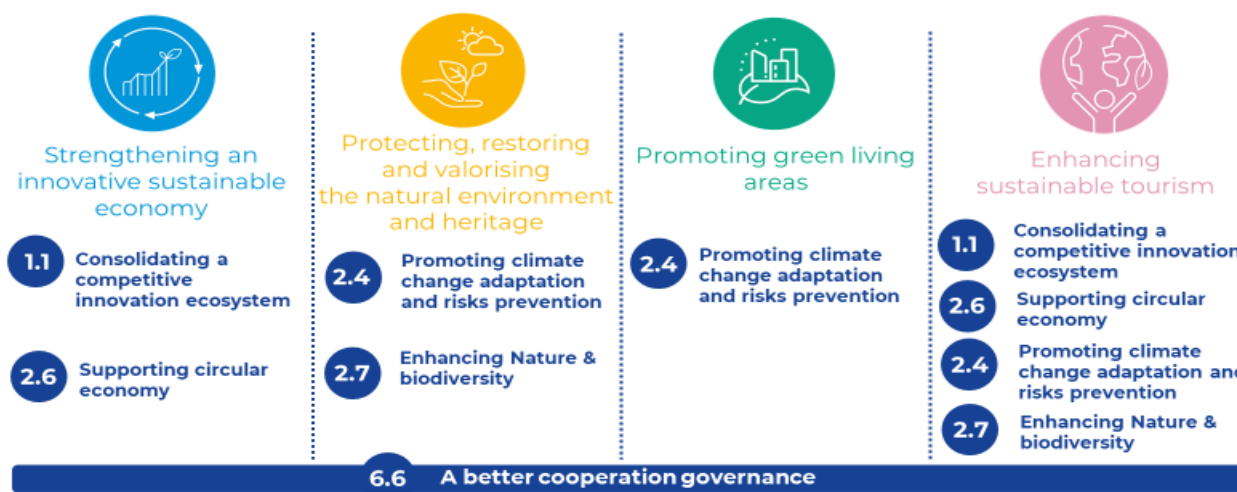 Strengthening an
innovative sustainable
economy
1.1
Consolidating a
competitive
innovation ecosystem
2.6
Supporting circular
economy
Protecting, restoring
and valorising
the natural environment
and heritage
2.4
Promoting climate
change adaptation
and risks prevention
2.7
Enhancing Nature &
biodiversity
Promoting green living
areas
2.4
Promoting climate
change adaptation
and risks prevention
Enhancing
sustainable tourism
1.1
Consolidating a
competitive innovation
ecosystem
2.6
Supporting circular
economy
2.4
Promoting climate
change adaptation and
risks prevention
2.7
Enhancing Nature &
biodiversity
6.6 A better cooperation governance